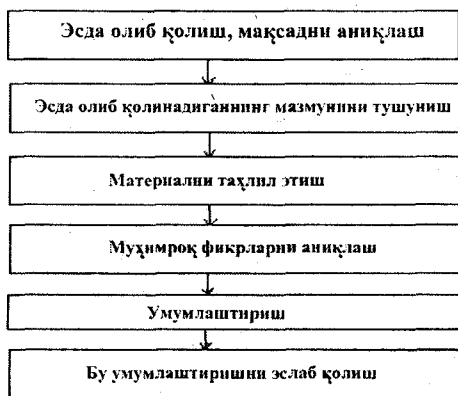 Эсда олиб қолиш, мақсадни аниқлаш
Эсда олиб қолинадиганнинг мазмунини тушуниш
Материални таҳлил этиш
Муҳимроқ фикрларни аниқлаш
Умумлаштириш
Бу умумлаштиришни эслаб қолиш